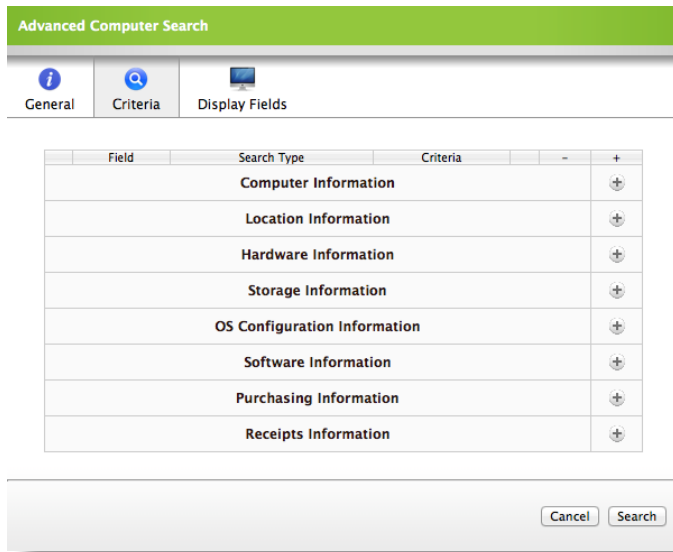 Advanced Computer Search
General Criteria Display Fields
Field Search Type Criteria - +
Computer Information
Location Information
Hardware Information
Storage Information
OS Configuration Information
Software Information
Purchasing Information
Receipts Information
Cancel Search